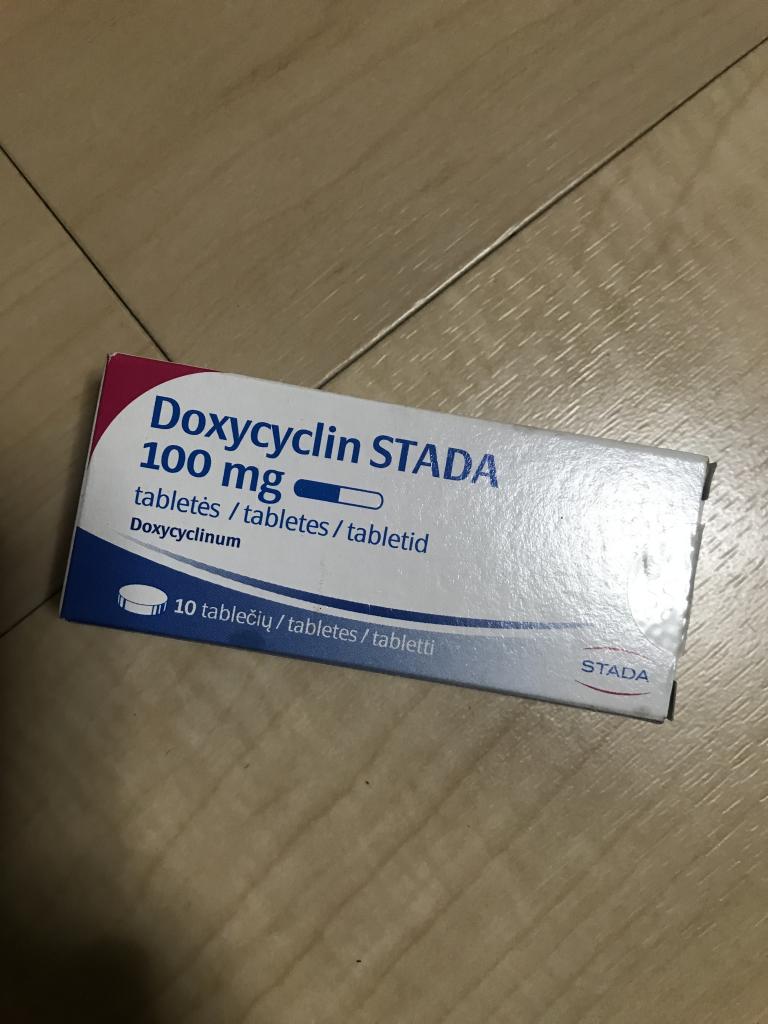 Doxycyclin STADA
100 mg
tabletės / tabletes / tabletid
Doxycyclinum
10 tablečių / tabletes / tabletti
STADA